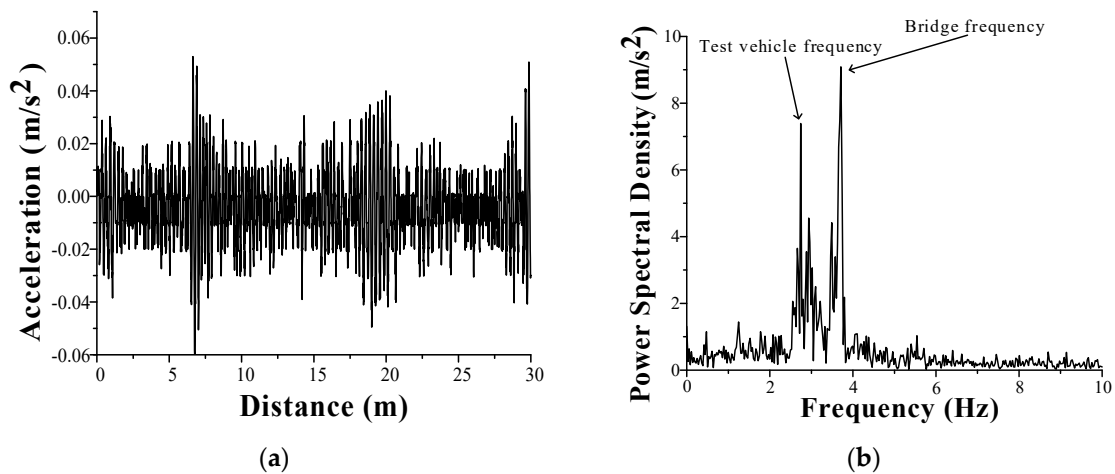 0.06
0.04
0.02
0.00
-0.02
-0.04
-0.06
Acceleration (m/s²)
0 5 10 15 20 25 30
Distance (m)
(a)
Bridge frequency
Test vehicle frequency
10
8
6
4
2
0
Power Spectral Density (m/s²)
0 2 4 6 8 10
Frequency (Hz)
(b)